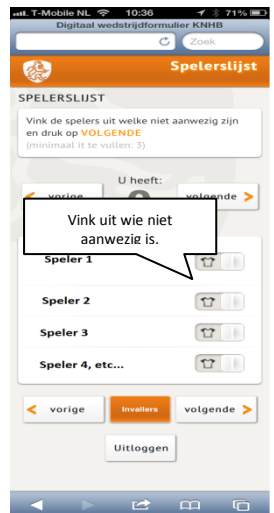 T-Mobile NL 10:36 71%
Digitaal wedstrijdformulier KNHB
Zoek
Spelerslijst
SPELERSLIJST
Vink de spelers uit welke niet aanwezig zijn
en druk op VOLGENDE
(minimaal it te vullen: 3)
U heeft:
< vorige volgende >
Vink uit wie niet
aanwezig is.
Speler 1
Speler 2
Speler 3
Speler 4, etc...
< vorige Invallers volgende >
Uitloggen